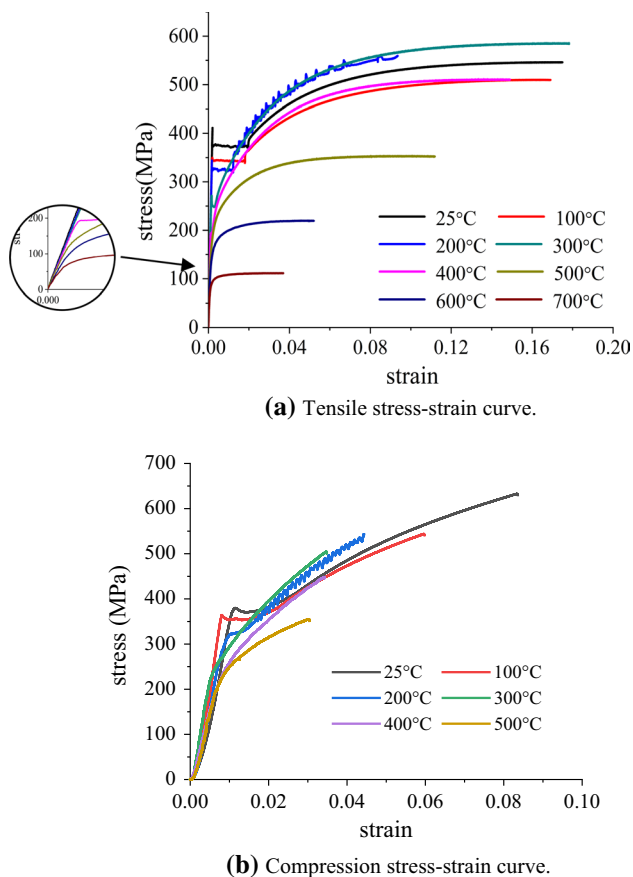 600
500
400
300
200
100
0
stress(MPa)
200
100
0
0.000
25°C 100°C
200°C 300°C
400°C 500°C
600°C 700°C
0.00 0.04 0.08 0.12 0.16 0.20
strain
(a) Tensile stress-strain curve.
700
600
500
400
300
200
100
0
stress (MPa)
25°C 100°C
200°C 300°C
400°C 500°C
0.00 0.02 0.04 0.06 0.08 0.10
strain
(b) Compression stress-strain curve.